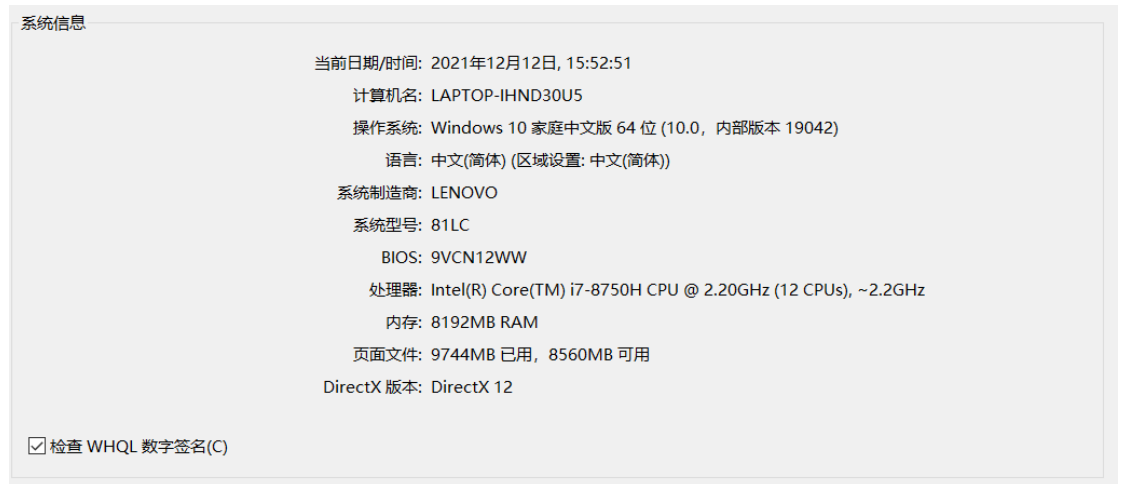 系统信息
当前日期/时间: 2021年12月12日, 15:52:51
计算机名: LAPTOP-IHND30U5
操作系统: Windows 10 家庭中文版 64 位 (10.0，内部版本 19042)
语言: 中文(简体) (区域设置: 中文(简体))
系统制造商: LENOVO
系统型号: 81LC
BIOS: 9VCN12WW
处理器: Intel(R) Core(TM) i7-8750H CPU @ 2.20GHz (12 CPUs), ~2.2GHz
内存: 8192MB RAM
页面文件: 9744MB 已用，8560MB 可用
DirectX 版本: DirectX 12
检查 WHQL 数字签名(C)